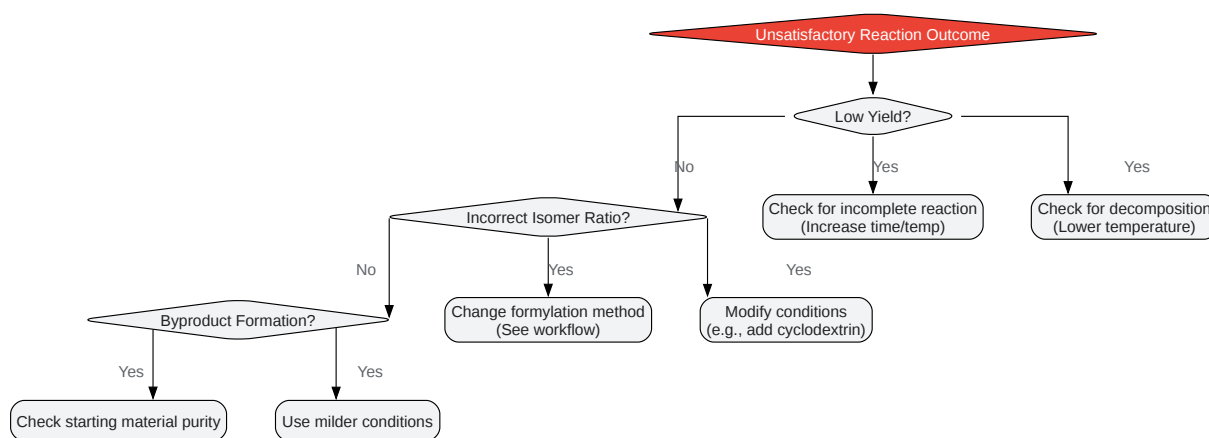 Unsatisfactory Reaction Outcome
Low Yield?
No
Yes
Yes
Incorrect Isomer Ratio?
Check for incomplete reaction
(Increase time/temp)
Check for decomposition
(Lower temperature)
No
Yes
Yes
Byproduct Formation?
Change formylation method
(See workflow)
Modify conditions
(e.g., add cyclodextrin)
Yes
Yes
Check starting material purity
Use milder conditions